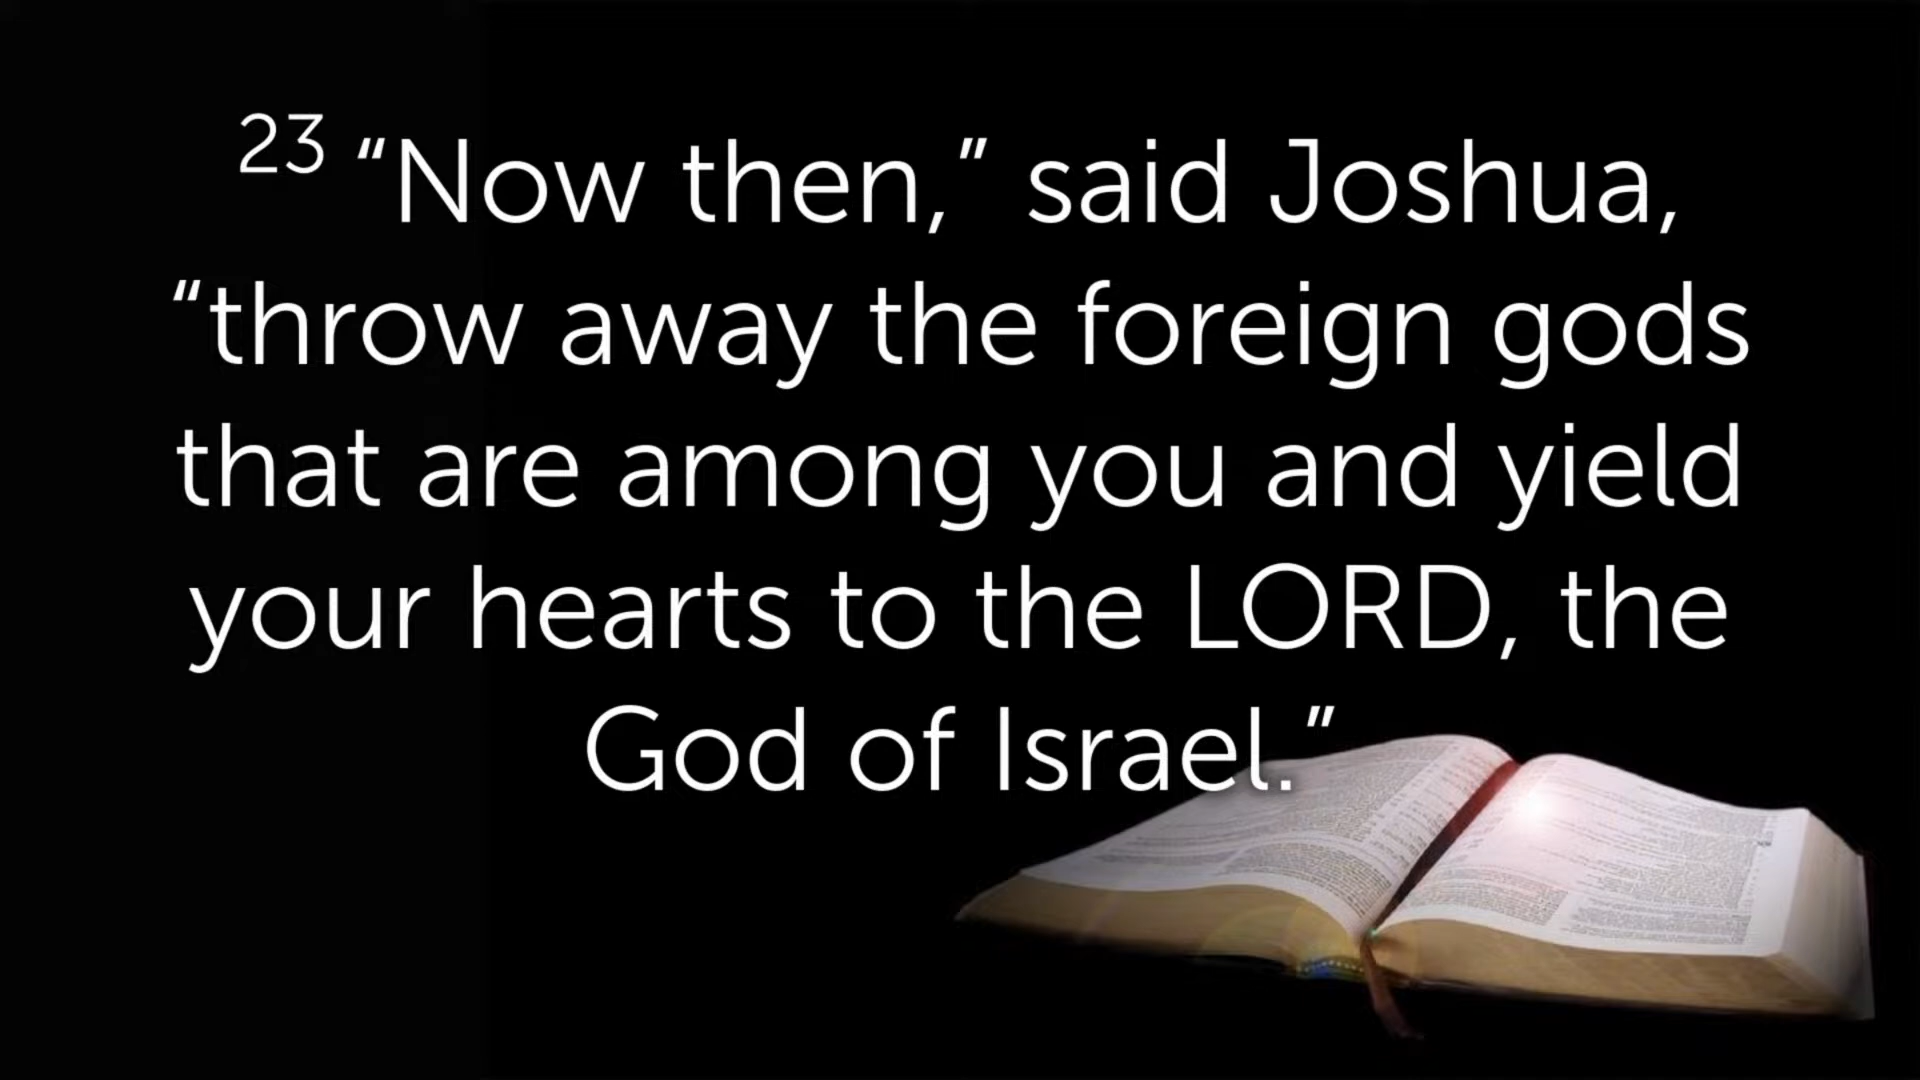 23 “Now then,” said Joshua,
“throw away the foreign gods
that are among you and yield
your hearts to the LORD, the
God of Israel.”